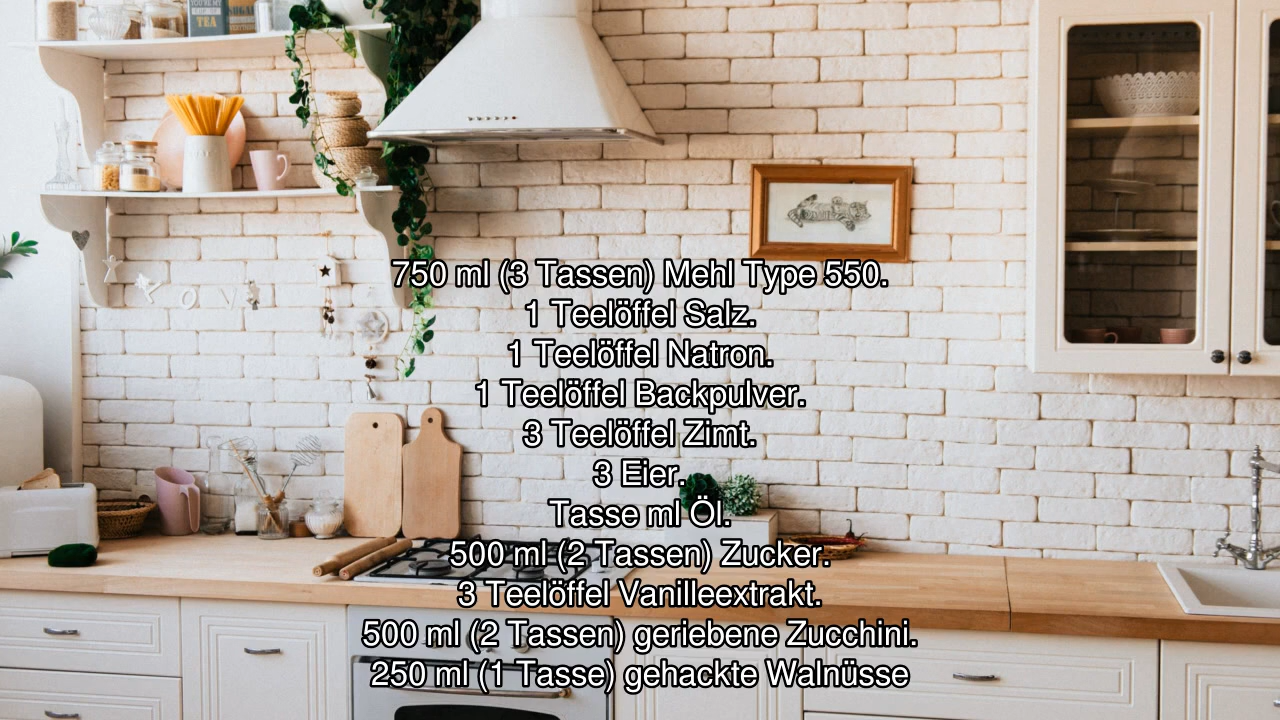 TEA
SUGAR
750 ml (3 Tassen) Mehl Type 550.
1 Teelöffel Salz.
1 Teelöffel Natron.
1 Teelöffel Backpulver.
3 Teelöffel Zimt.
3 Eier.
Tasse ml Öl.
500 ml (2 Tassen) Zucker.
3 Teelöffel Vanilleextrakt.
500 ml (2 Tassen) geriebene Zucchini.
250 ml (1 Tasse) gehackte Walnüsse